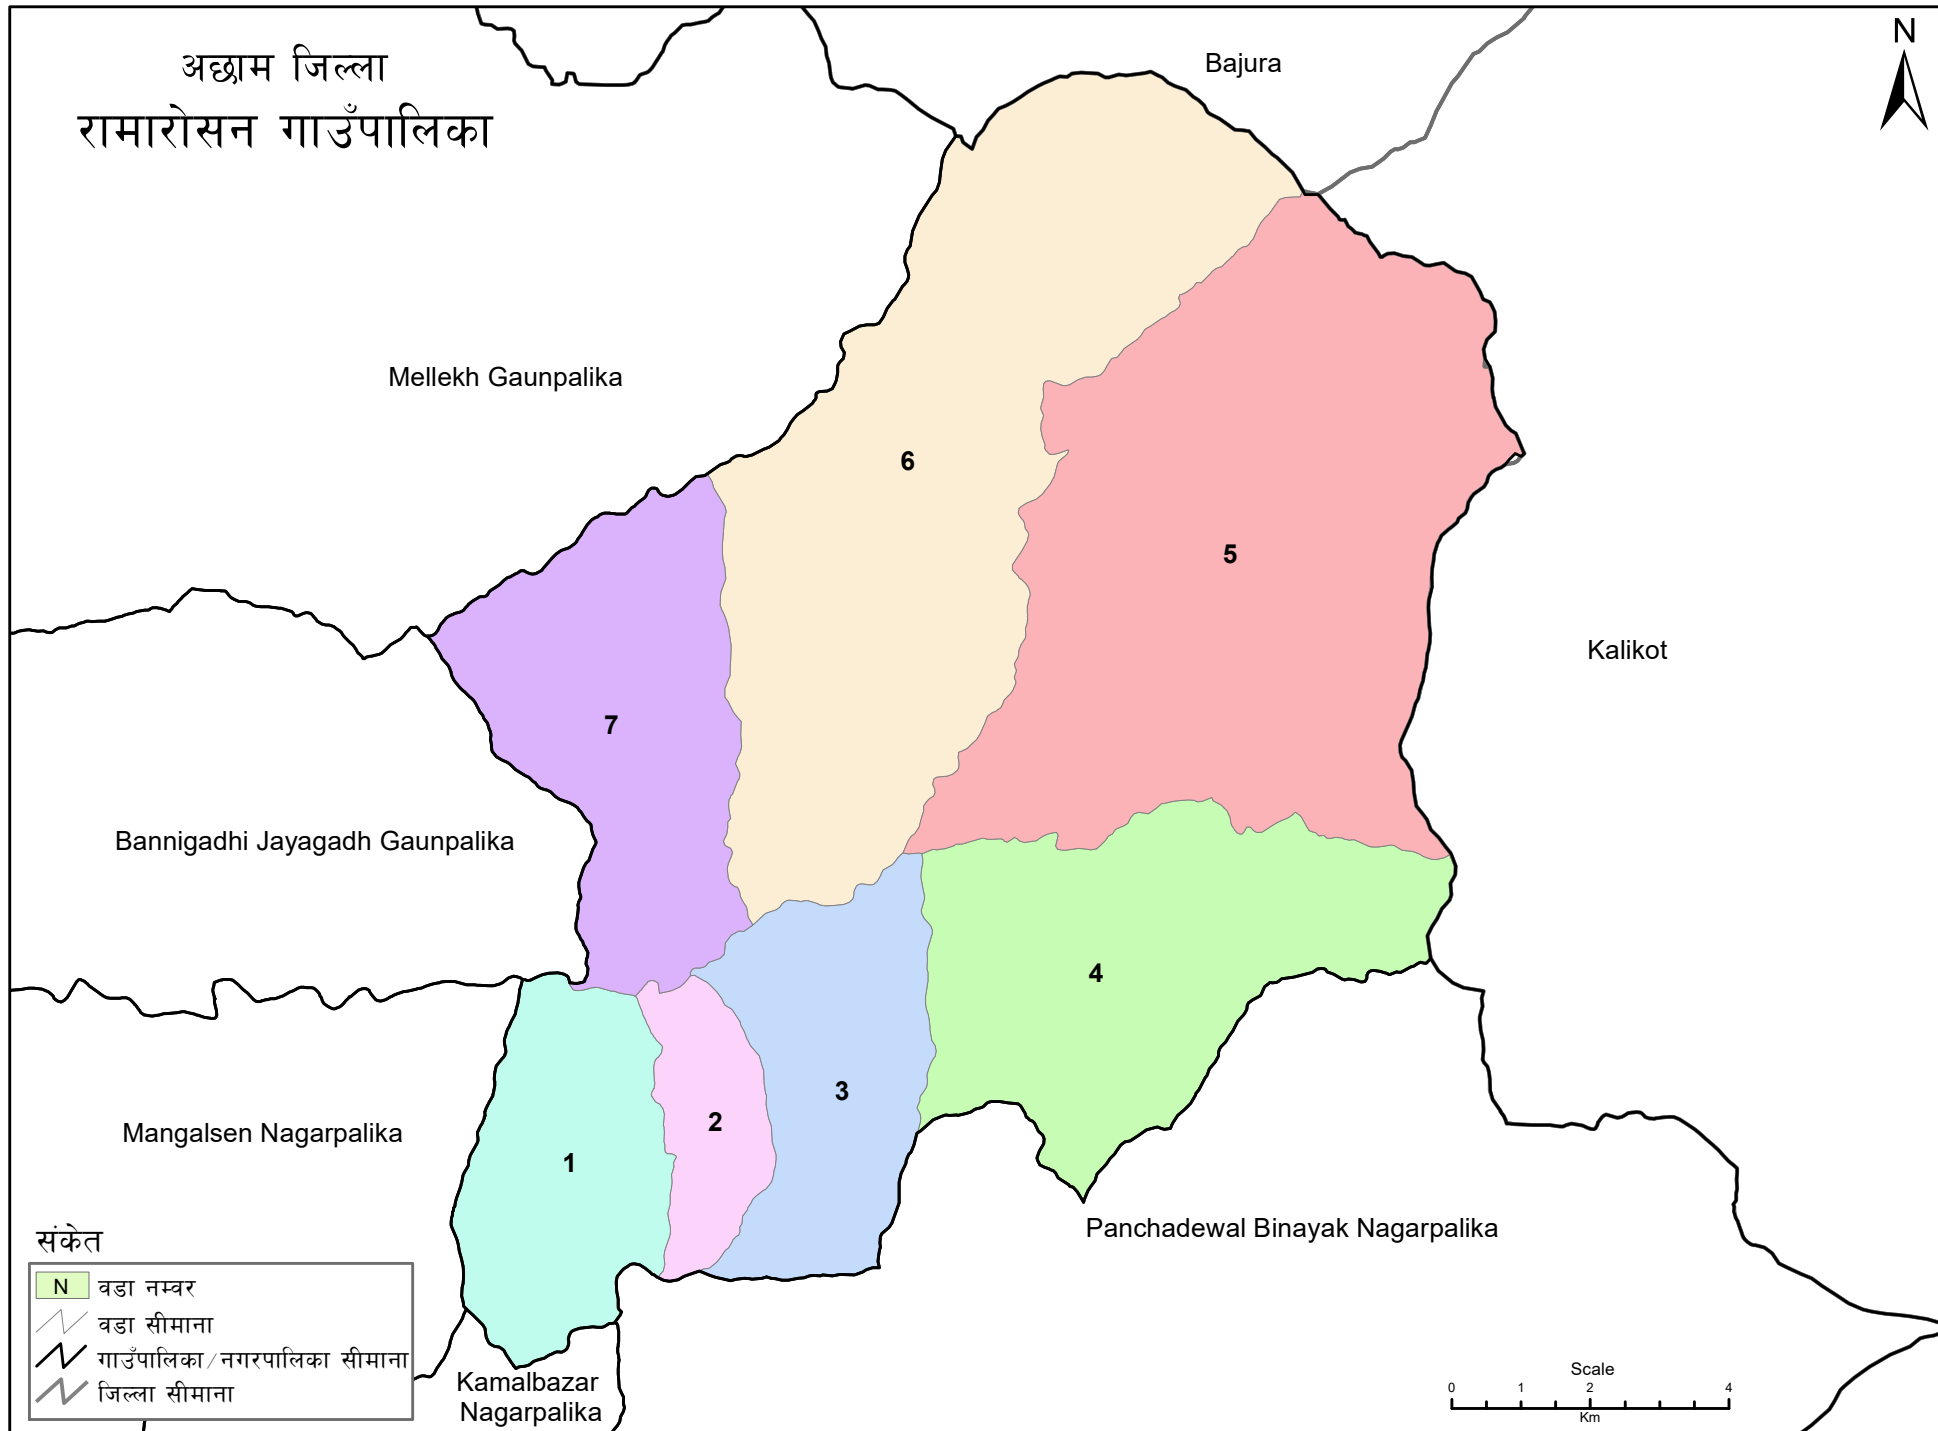 अछाम जिल्ला
रामारोसन गाउँपालिका
N
Bajura
Mellekh Gaunpalika
6
5
Kalikot
7
Bannigadhi Jayagadh Gaunpalika
4
3
2
1
Mangalsen Nagarpalika
Panchadewal Binayak Nagarpalika
संकेत
N वडा नम्वर
वडा सीमाना
गाउँपालिका/नगरपालिका सीमाना
जिल्ला सीमाना
Kamalbazar
Nagarpalika
Scale
0 1 2 4
Km